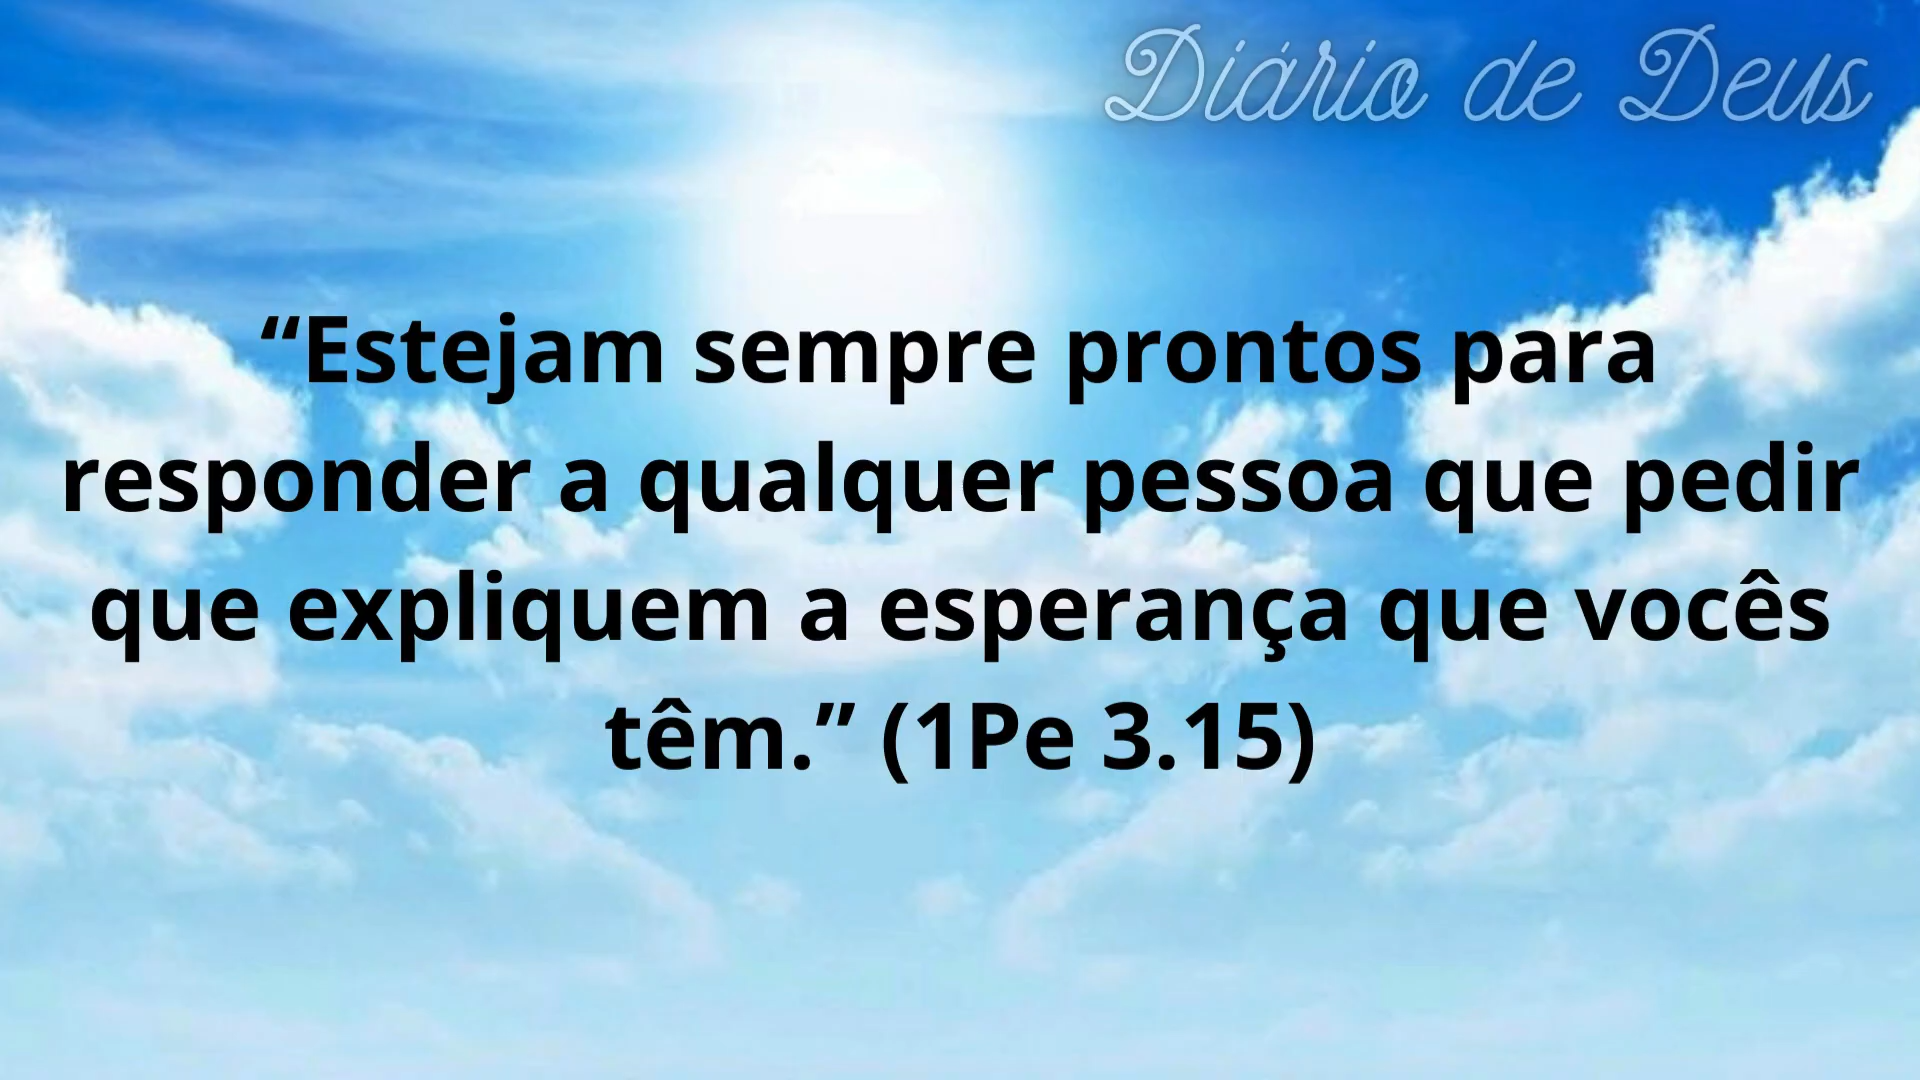 Diário de Deus
“Estejam sempre prontos para
responder a qualquer pessoa que pedir
que expliquem a esperança que vocês
têm.” (1Pe 3.15)